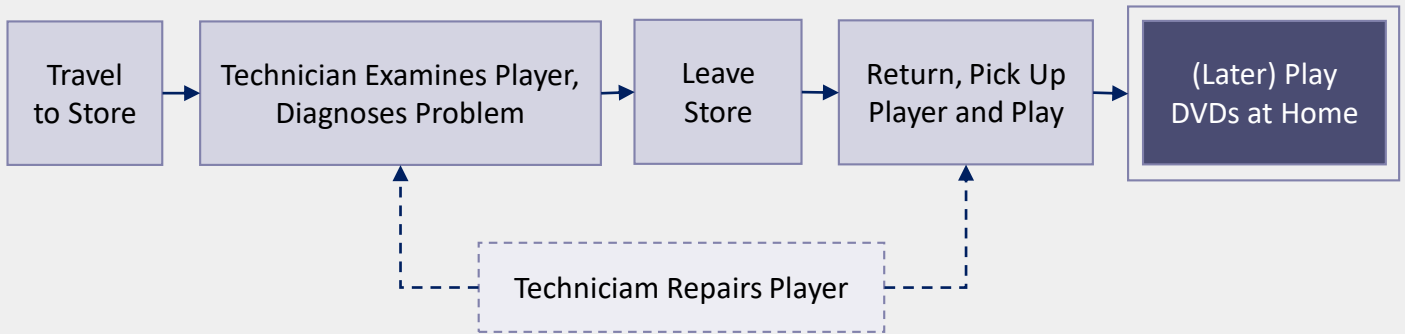 Travel
to Store
Technician Examines Player,
Diagnoses Problem
Leave
Store
Return, Pick Up
Player and Play
(Later) Play
DVDs at Home
Techniciam Repairs Player